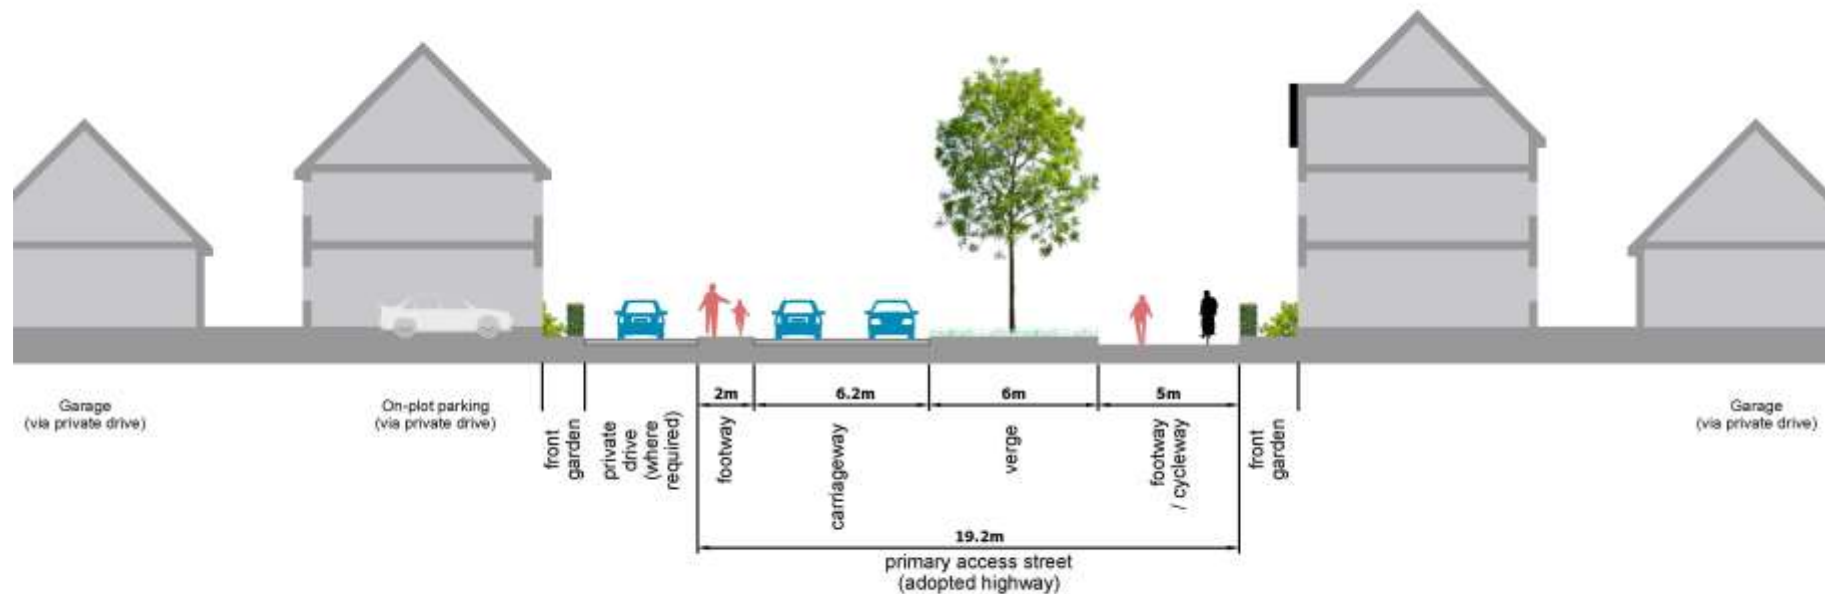 Garage
(via private drive)
On-plot parking
(via private drive)
front
garden
private
drive
(where
required)
2m
footway
6.2m
carriageway
6m
verge
5m
footway
/ cycleway
front
garden
Garage
(via private drive)
19.2m
primary access street
(adopted highway)